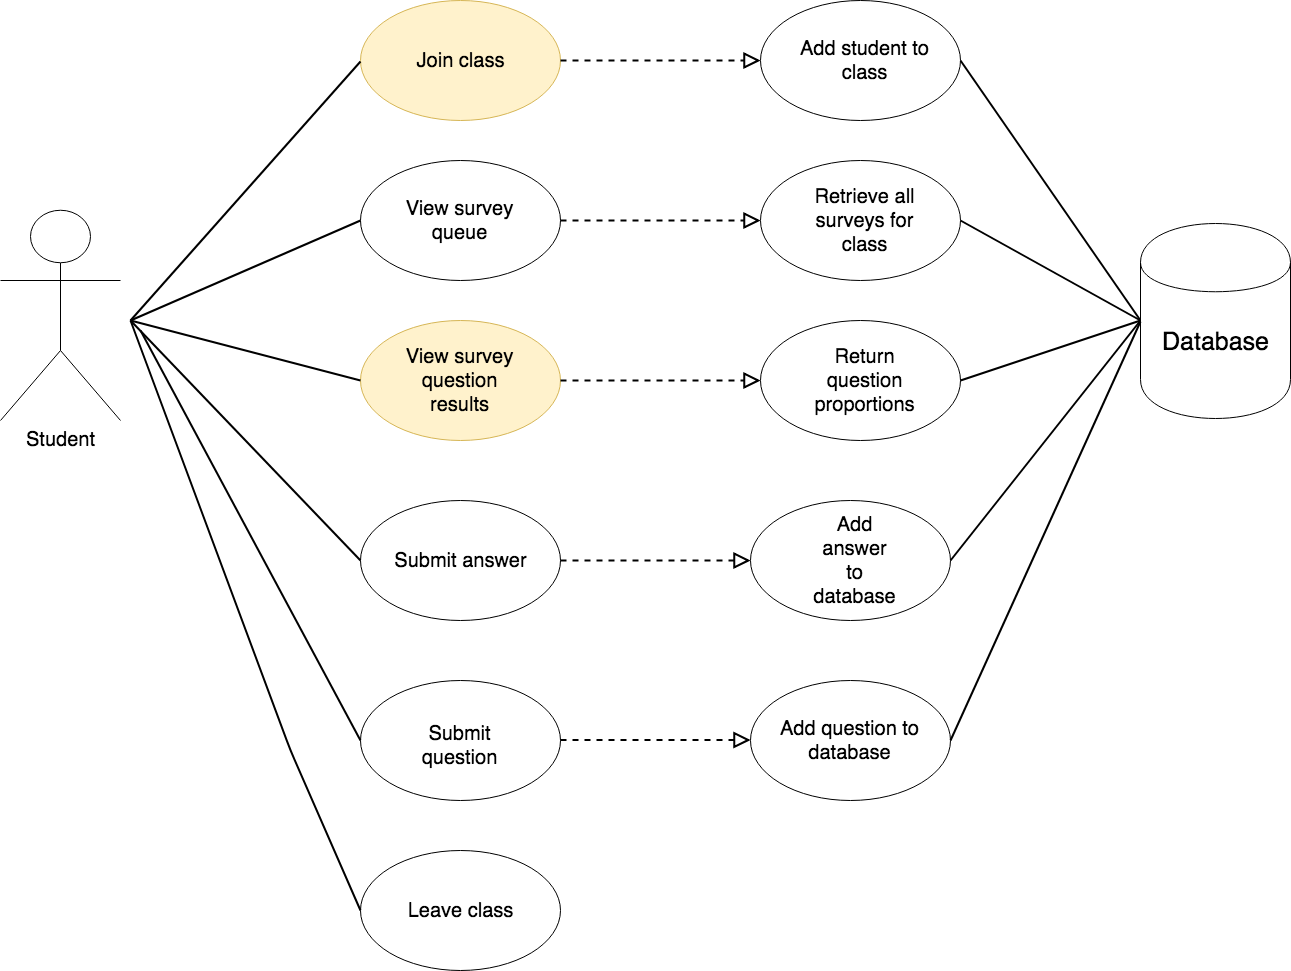 Join class
Add student to
class
View survey
queue
Retrieve all
surveys for
class
Student
View survey
question
results
Return
question
proportions
Database
Submit answer
Add
answer
to
database
Submit
question
Add question to
database
Leave class